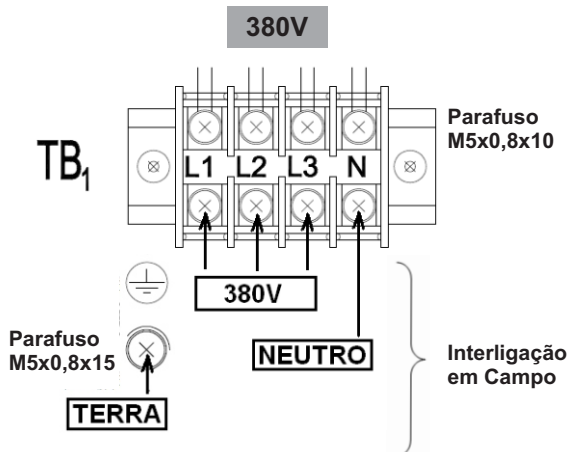 380V
Parafuso
M5x0,8x10
TB1
L1 L2 L3 N
380V
Parafuso
M5x0,8x15
NEUTRO
Interligação
em Campo
TERRA